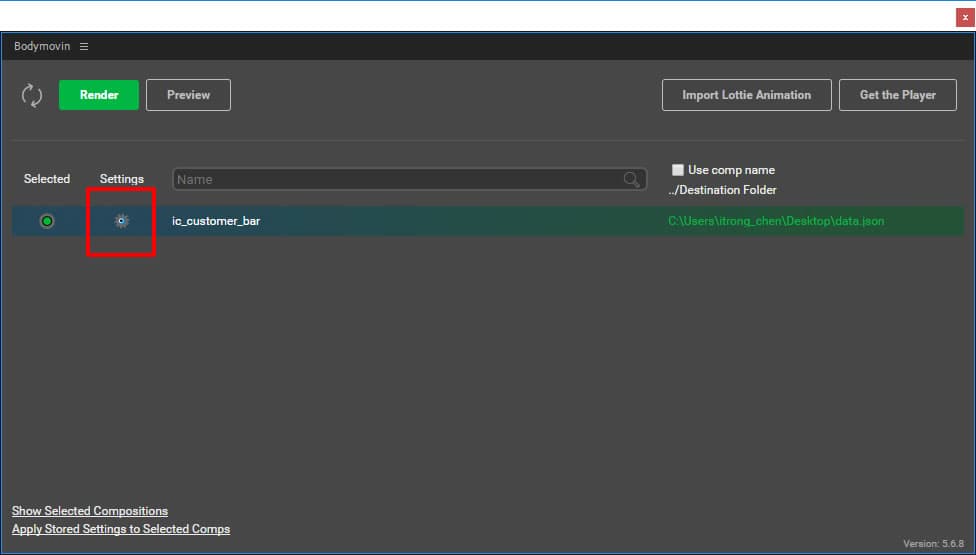 Bodymovin
Render Preview Import Lottie Animation Get the Player
Selected Settings Name Use comp name
../Destination Folder
ic_customer_bar C:\Users\itrong_chen\Desktop\data.json
Show Selected Compositions
Apply Stored Settings to Selected Comps
Version: 5.6.8